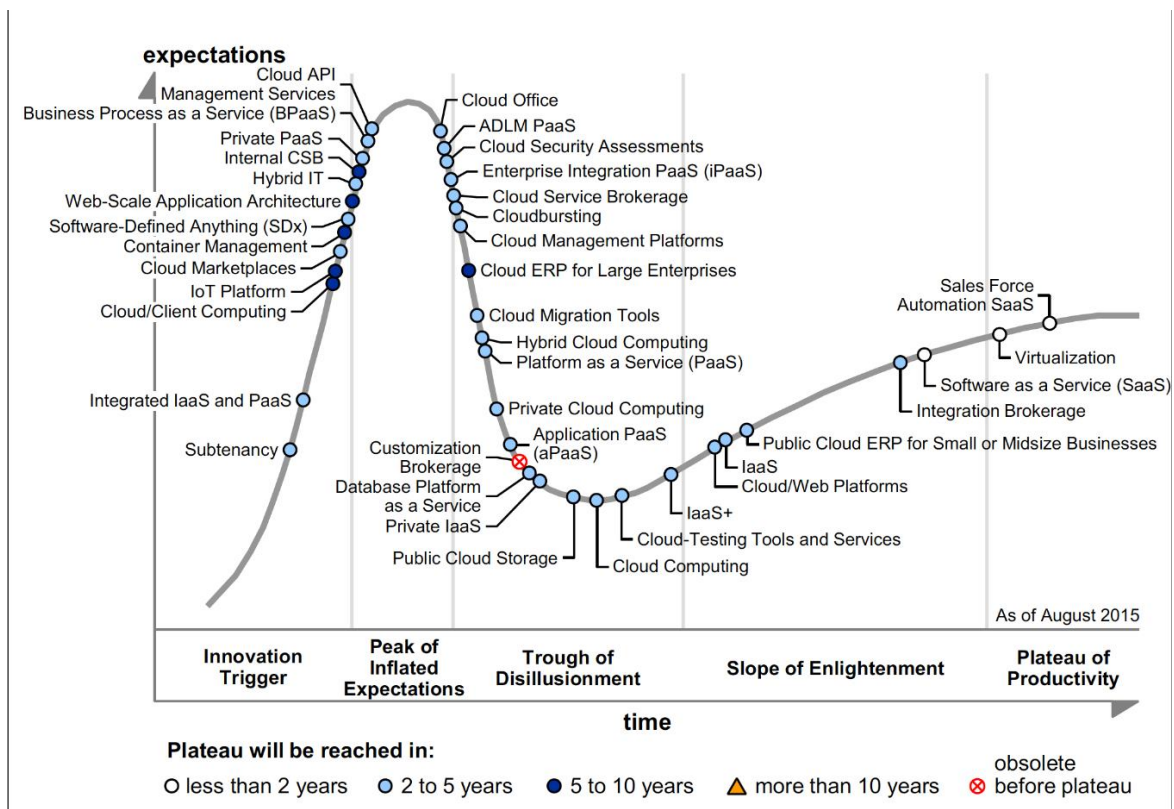 expectations
Cloud API
Management Services
Business Process as a Service (BPaaS)
Private PaaS
Internal CSB
Hybrid IT
Web-Scale Application Architecture
Software-Defined Anything (SDx)
Container Management
Cloud Marketplaces
IoT Platform
Cloud/Client Computing
Integrated IaaS and PaaS
Subtenancy
Cloud Office
ADLM PaaS
Cloud Security Assessments
Enterprise Integration PaaS (iPaaS)
Cloud Service Brokerage
Cloudbursting
Cloud Management Platforms
Cloud ERP for Large Enterprises
Cloud Migration Tools
Hybrid Cloud Computing
Platform as a Service (PaaS)
Private Cloud Computing
Application PaaS
(aPaaS)
Customization
Brokerage
Database Platform
as a Service
Private IaaS
Public Cloud Storage
Cloud Computing
Cloud-Testing Tools and Services
IaaS+
Cloud/Web Platforms
IaaS
Public Cloud ERP for Small or Midsize Businesses
Integration Brokerage
Software as a Service (SaaS)
Virtualization
Sales Force
Automation SaaS
As of August 2015
Innovation
Trigger
Peak of
Inflated
Expectations
Trough of
Disillusionment
Slope of Enlightenment
Plateau of
Productivity
time
Plateau will be reached in:
less than 2 years
2 to 5 years
5 to 10 years
more than 10 years
obsolete
before plateau